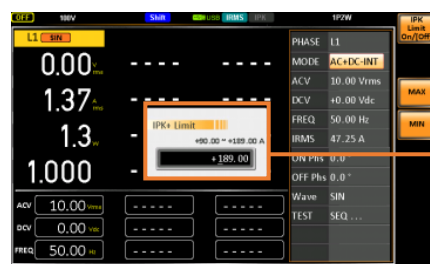 OFF 100V Shift USB IRMS IPK 1P2W
IPK Limit On/Off
L1 SIN
PHASE L1
0.00 Vrms - - - - - - - -
MODE AC+DC-INT
ACV 10.00 Vrms
1.37 - - - - - - - -
MAX
DCV +0.00 Vdc
IPK+ Limit
FREQ 50.00 Hz
MIN
1.3 W
+90.00 ~ +189.00 A
IRMS 47.25 A
+189.00
ON Phs 0.0 °
1.000
OFF Phs 0.0 °
Wave SIN
ACV 10.00 Vrms - - - - - - - - - -
TEST SEQ ...
DCV 0.00 Vdc - - - - - - - - - -
FREQ 50.00 Hz - - - - - - - - - -